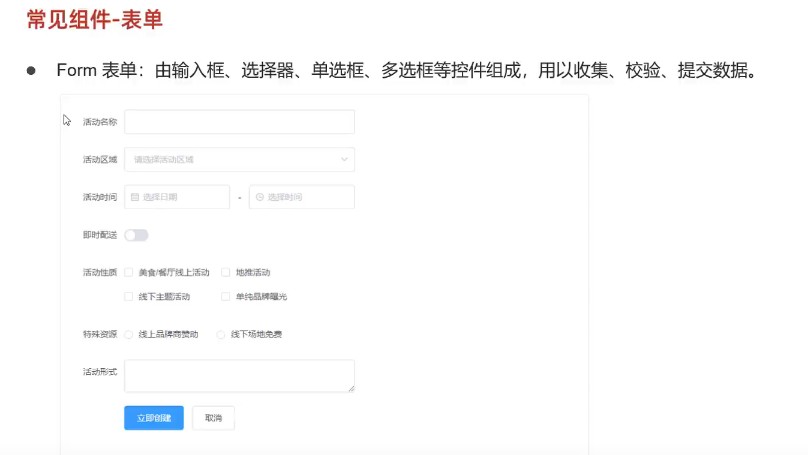 常见组件-表单
● Form 表单：由输入框、选择器、单选框、多选框等控件组成，用以收集、校验、提交数据。
活动名称
活动区域 请选择活动区域
活动时间 选择日期 - 选择时间
即时配送
活动性质 美食/餐厅线上活动 地推活动
线下主题活动 单纯品牌曝光
特殊资源 线上品牌商赞助 线下场地免费
活动形式
立即创建 取消